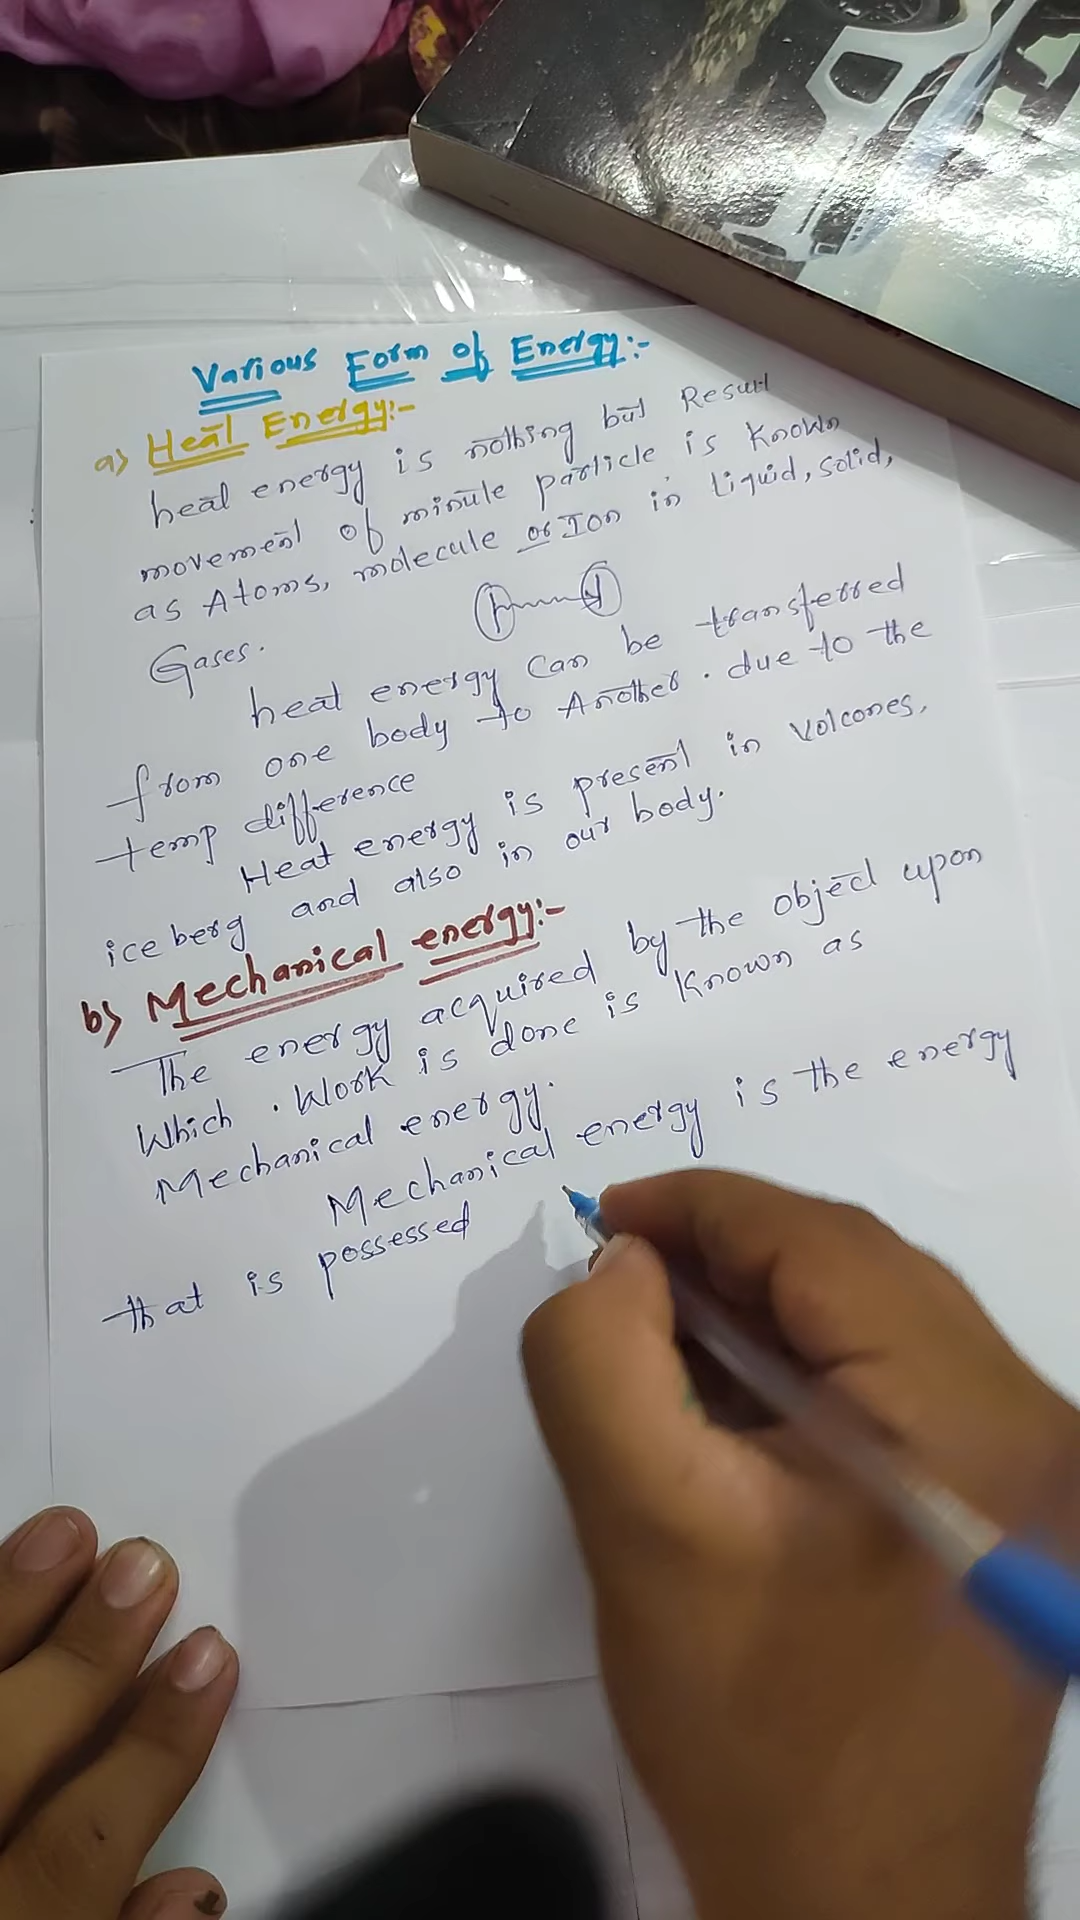 Various Form of Energy:-
a) Heat Energy:-
heat energy is nothing but Result
movement of minute particle is known
as Atoms, molecule or Ion in liquid, solid,
Gases.
heat energy can be transferred
from one body to Another. due to the
temp difference
Heat energy is present in volcones,
ice berg and also in our body.
b) Mechanical energy:-
The energy acquired by the object upon
which . work is done is known as
Mechanical energy.
Mechanical energy is the energy
that is possessed